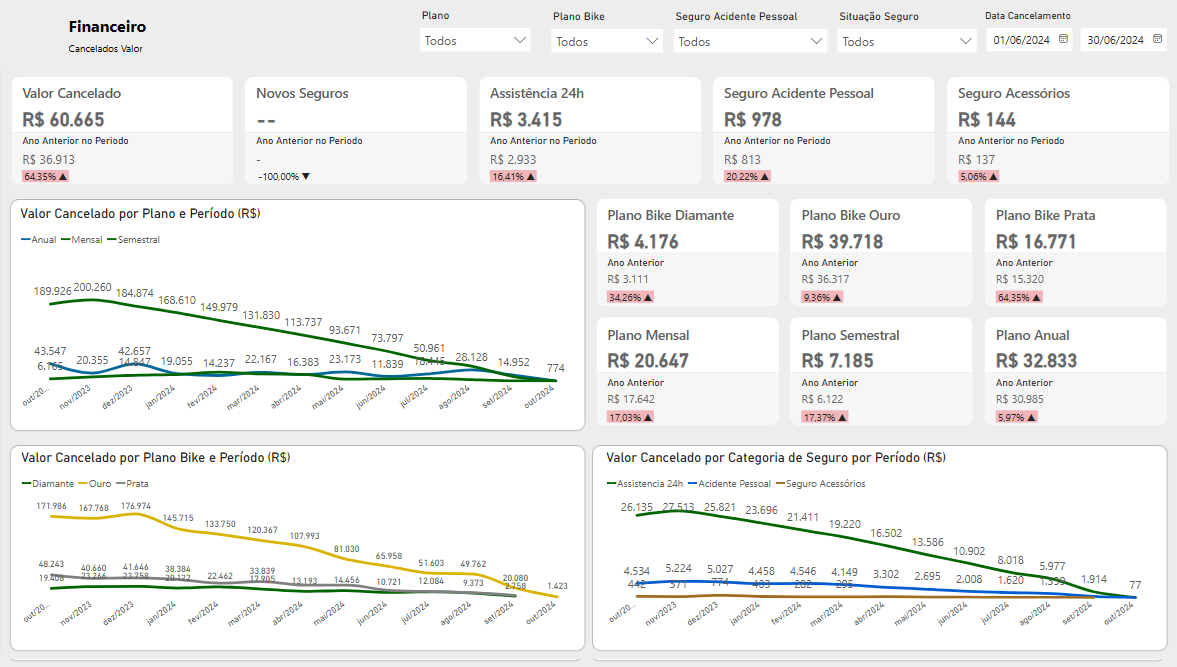 Financeiro
Cancelados Valor
Plano
Todos
Plano Bike
Todos
Seguro Acidente Pessoal
Todos
Situação Seguro
Todos
Data Cancelamento
01/06/2024 30/06/2024
Valor Cancelado
R$ 60.665
Ano Anterior no Periodo
R$ 36.913
64,35% ▲
Novos Seguros
--
Ano Anterior no Periodo
-
-100,00% ▼
Assistência 24h
R$ 3.415
Ano Anterior no Periodo
R$ 2.933
16,41% ▲
Seguro Acidente Pessoal
R$ 978
Ano Anterior no Periodo
R$ 813
20,22% ▲
Seguro Acessórios
R$ 144
Ano Anterior no Periodo
R$ 137
5,06% ▲
Valor Cancelado por Plano e Período (R$)
Anual Mensal Semestral
189.926 200.260 184.874 168.610 149.979 131.830 113.737 93.671 73.797 50.961 28.128 14.952 774
43.547 20.355 42.657 19.055 14.237 22.167 16.383 23.173 11.839
6.165 14.847
out/20... nov/2023 dez/2023 jan/2024 fev/2024 mar/2024 abr/2024 mai/2024 jun/2024 jul/2024 ago/2024 set/2024 out/2024
Plano Bike Diamante
R$ 4.176
Ano Anterior
R$ 3.111
34,26% ▲
Plano Bike Ouro
R$ 39.718
Ano Anterior
R$ 36.317
9,36% ▲
Plano Bike Prata
R$ 16.771
Ano Anterior
R$ 15.320
64,35% ▲
Plano Mensal
R$ 20.647
Ano Anterior
R$ 17.642
17,03% ▲
Plano Semestral
R$ 7.185
Ano Anterior
R$ 6.122
17,37% ▲
Plano Anual
R$ 32.833
Ano Anterior
R$ 30.985
5,97% ▲
Valor Cancelado por Plano Bike e Período (R$)
Diamante Ouro Prata
171.986 167.768 176.974 145.715 133.750 120.367 107.993 81.030 65.958 51.603 49.762 20.080 1.423
48.243 40.660 41.646 38.384 22.462 33.839 13.193 14.456 10.721 12.084 9.373 2.758
19.408 17.905
out/20... nov/2023 dez/2023 jan/2024 fev/2024 mar/2024 abr/2024 mai/2024 jun/2024 jul/2024 ago/2024 set/2024 out/2024
Valor Cancelado por Categoria de Seguro por Período (R$)
Assistencia 24h Acidente Pessoal Seguro Acessórios
26.135 27.513 25.821 23.696 21.411 19.220 16.502 13.586 10.902 8.018 5.977 1.914 77
4.534 5.224 5.027 4.458 4.546 4.149 3.302 2.695 2.008 1.620
442 571 774
out/20... nov/2023 dez/2023 jan/2024 fev/2024 mar/2024 abr/2024 mai/2024 jun/2024 jul/2024 ago/2024 set/2024 out/2024